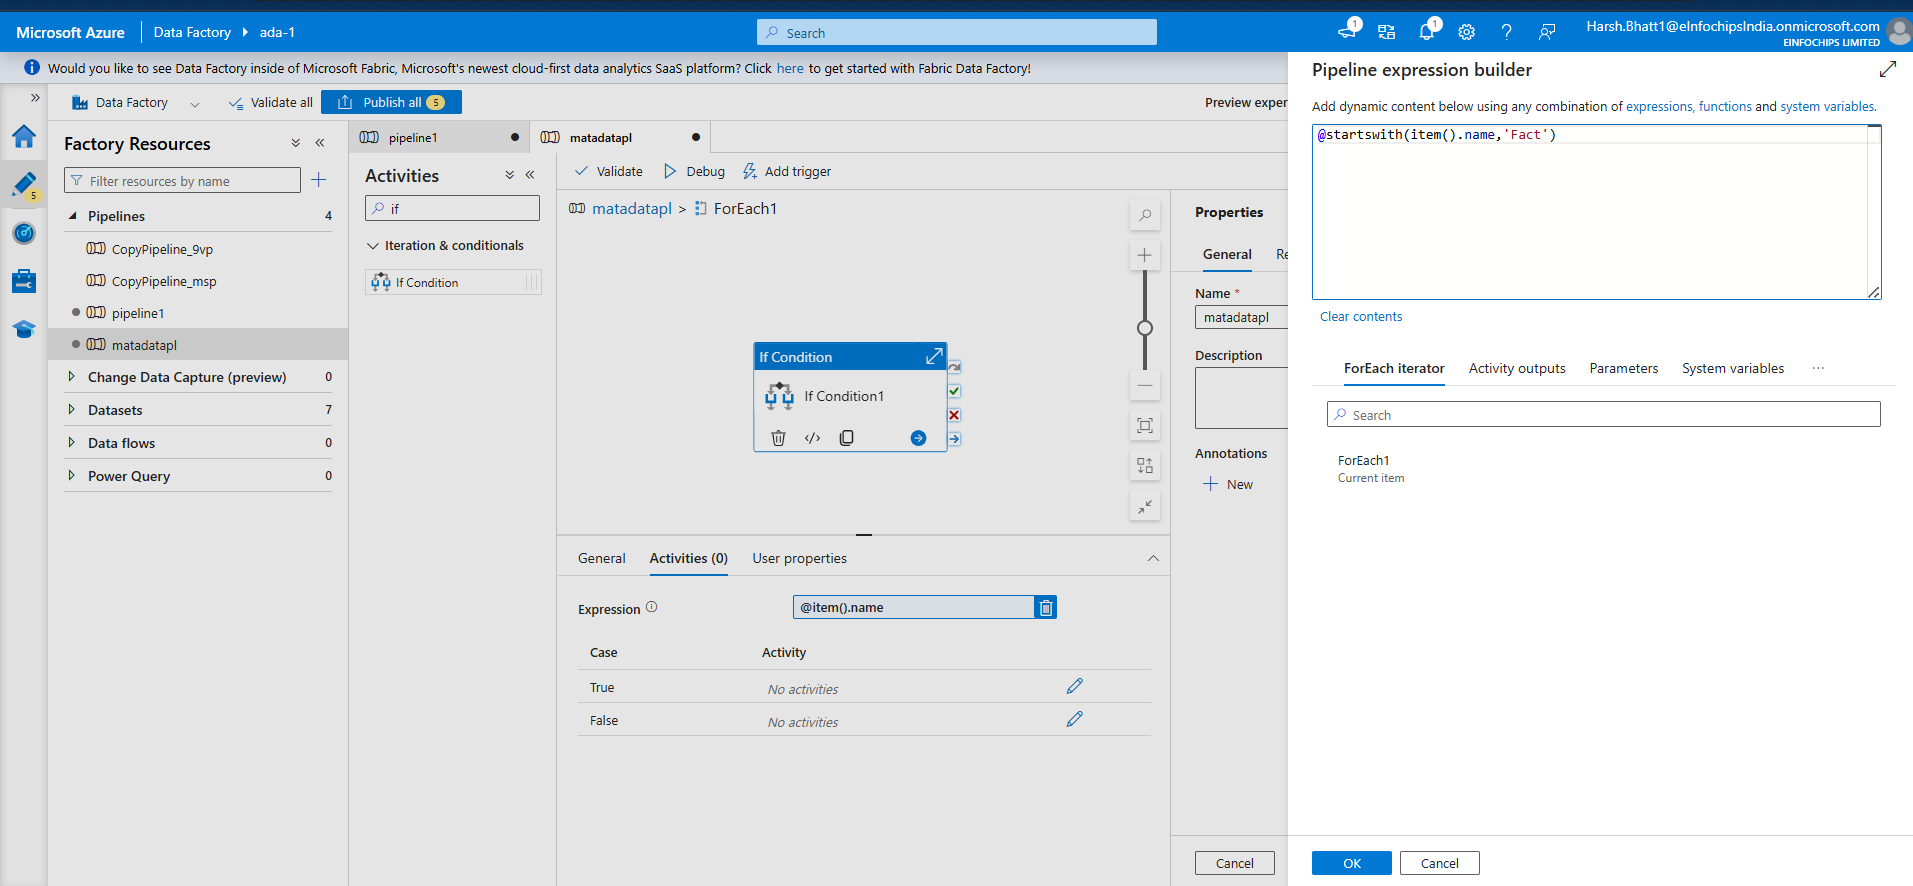 Microsoft Azure
Data Factory
ada-1
Search
1
1
Harsh.Bhatt1@eInfochipsIndia.onmicrosoft.com
EINFOCHIPS LIMITED
Would you like to see Data Factory inside of Microsoft Fabric, Microsoft's newest cloud-first data analytics SaaS platform? Click here to get started with Fabric Data Factory!
Data Factory
Validate all
Publish all 5
Preview exper
5
Factory Resources
Filter resources by name
Pipelines 4
CopyPipeline_9vp
CopyPipeline_msp
pipeline1
matadatapl
Change Data Capture (preview) 0
Datasets 7
Data flows 0
Power Query 0
pipeline1
matadatapl
Activities
if
Iteration & conditionals
If Condition
Validate
Debug
Add trigger
matadatapl > ForEach1
If Condition
If Condition1
General
Activities (0)
User properties
Expression
@item().name
Case Activity
True No activities
False No activities
Properties
General Re
Name *
matadatapl
Description
Annotations
New
Cancel
Pipeline expression builder
Add dynamic content below using any combination of expressions, functions and system variables.
@startswith(item().name,'Fact')
Clear contents
ForEach iterator
Activity outputs
Parameters
System variables
...
Search
ForEach1
Current item
OK
Cancel